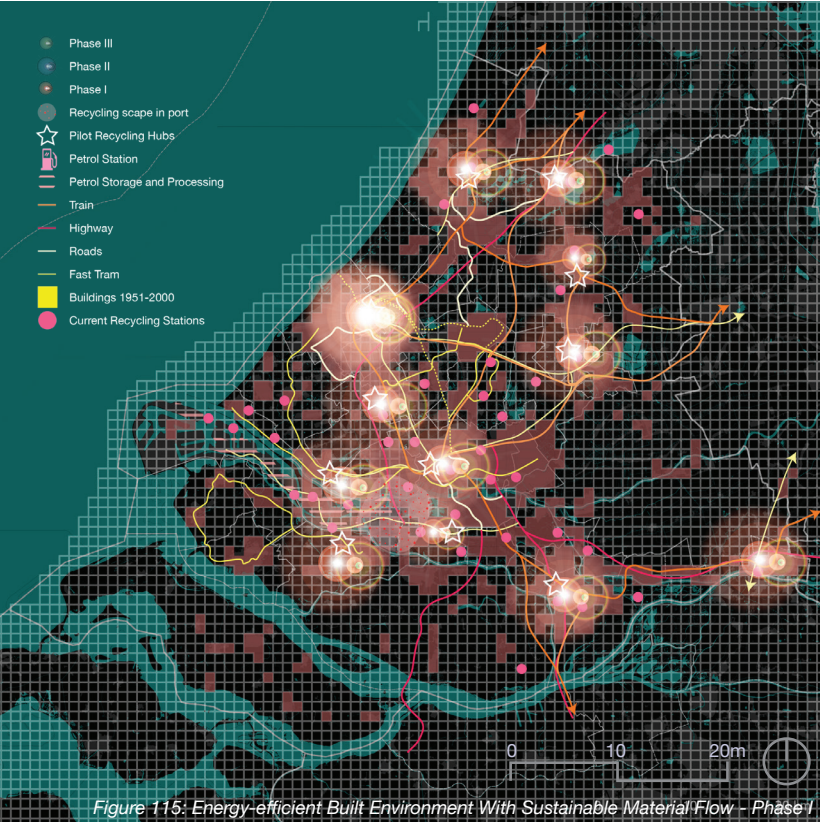 Phase III
Phase II
Phase I
Recycling scape in port
Pilot Recycling Hubs
Petrol Station
Petrol Storage and Processing
Train
Highway
Roads
Fast Tram
Buildings 1951-2000
Current Recycling Stations
0 10 20m
Figure 115: Energy-efficient Built Environment With Sustainable Material Flow - Phase I